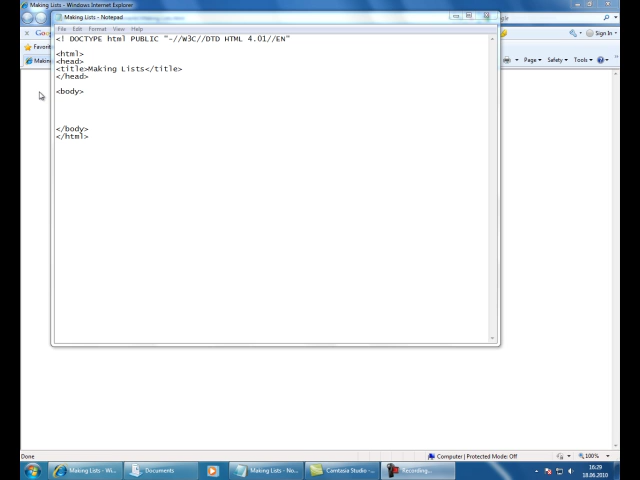 Making Lists - Windows Internet Explorer
Making Lists - Notepad
File Edit Format View Help
<! DOCTYPE html PUBLIC "-//W3C//DTD HTML 4.01//EN"
<html>
<head>
<title>Making Lists</title>
</head>
<body>
</body>
</html>
Sign In
Page Safety Tools
Done
Computer | Protected Mode: Off
100%
Making Lists - Wi...
Documents
Making Lists - No...
Camtasia Studio -...
Recording...
16:29
18.06.2010